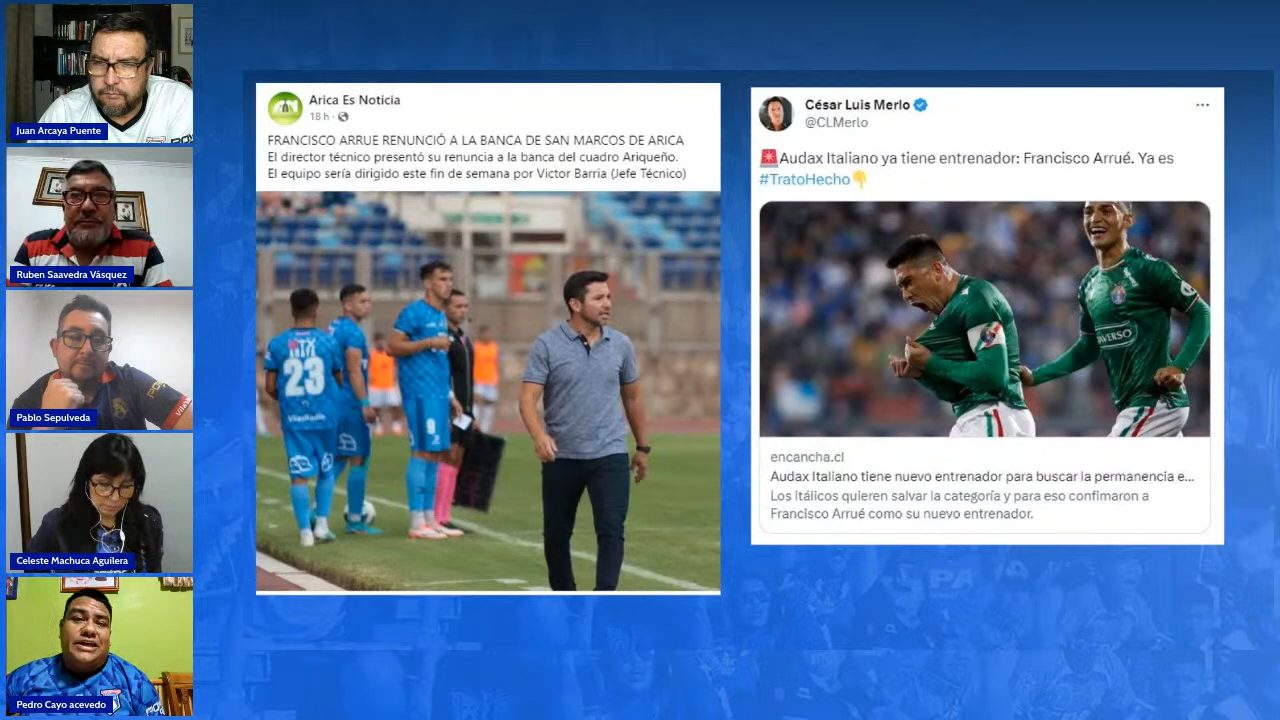 Juan Arcaya Puente
Ruben Saavedra Vásquez
Pablo Sepulveda
Celeste Machuca Aguilera
Pedro Cayo acevedo
Arica Es Noticia
18 h ·
FRANCISCO ARRUE RENUNCIÓ A LA BANCA DE SAN MARCOS DE ARICA
El director técnico presentó su renuncia a la banca del cuadro Ariqueño.
El equipo sería dirigido este fin de semana por Victor Barria (Jefe Técnico)
ARAYA
23
9
César Luis Merlo
@CLMerlo
Audax Italiano ya tiene entrenador: Francisco Arrué. Ya es
#TratoHecho
encancha.cl
Audax Italiano tiene nuevo entrenador para buscar la permanencia e...
Los itálicos quieren salvar la categoría y para eso confimaron a
Francisco Arrué como su nuevo entrenador.